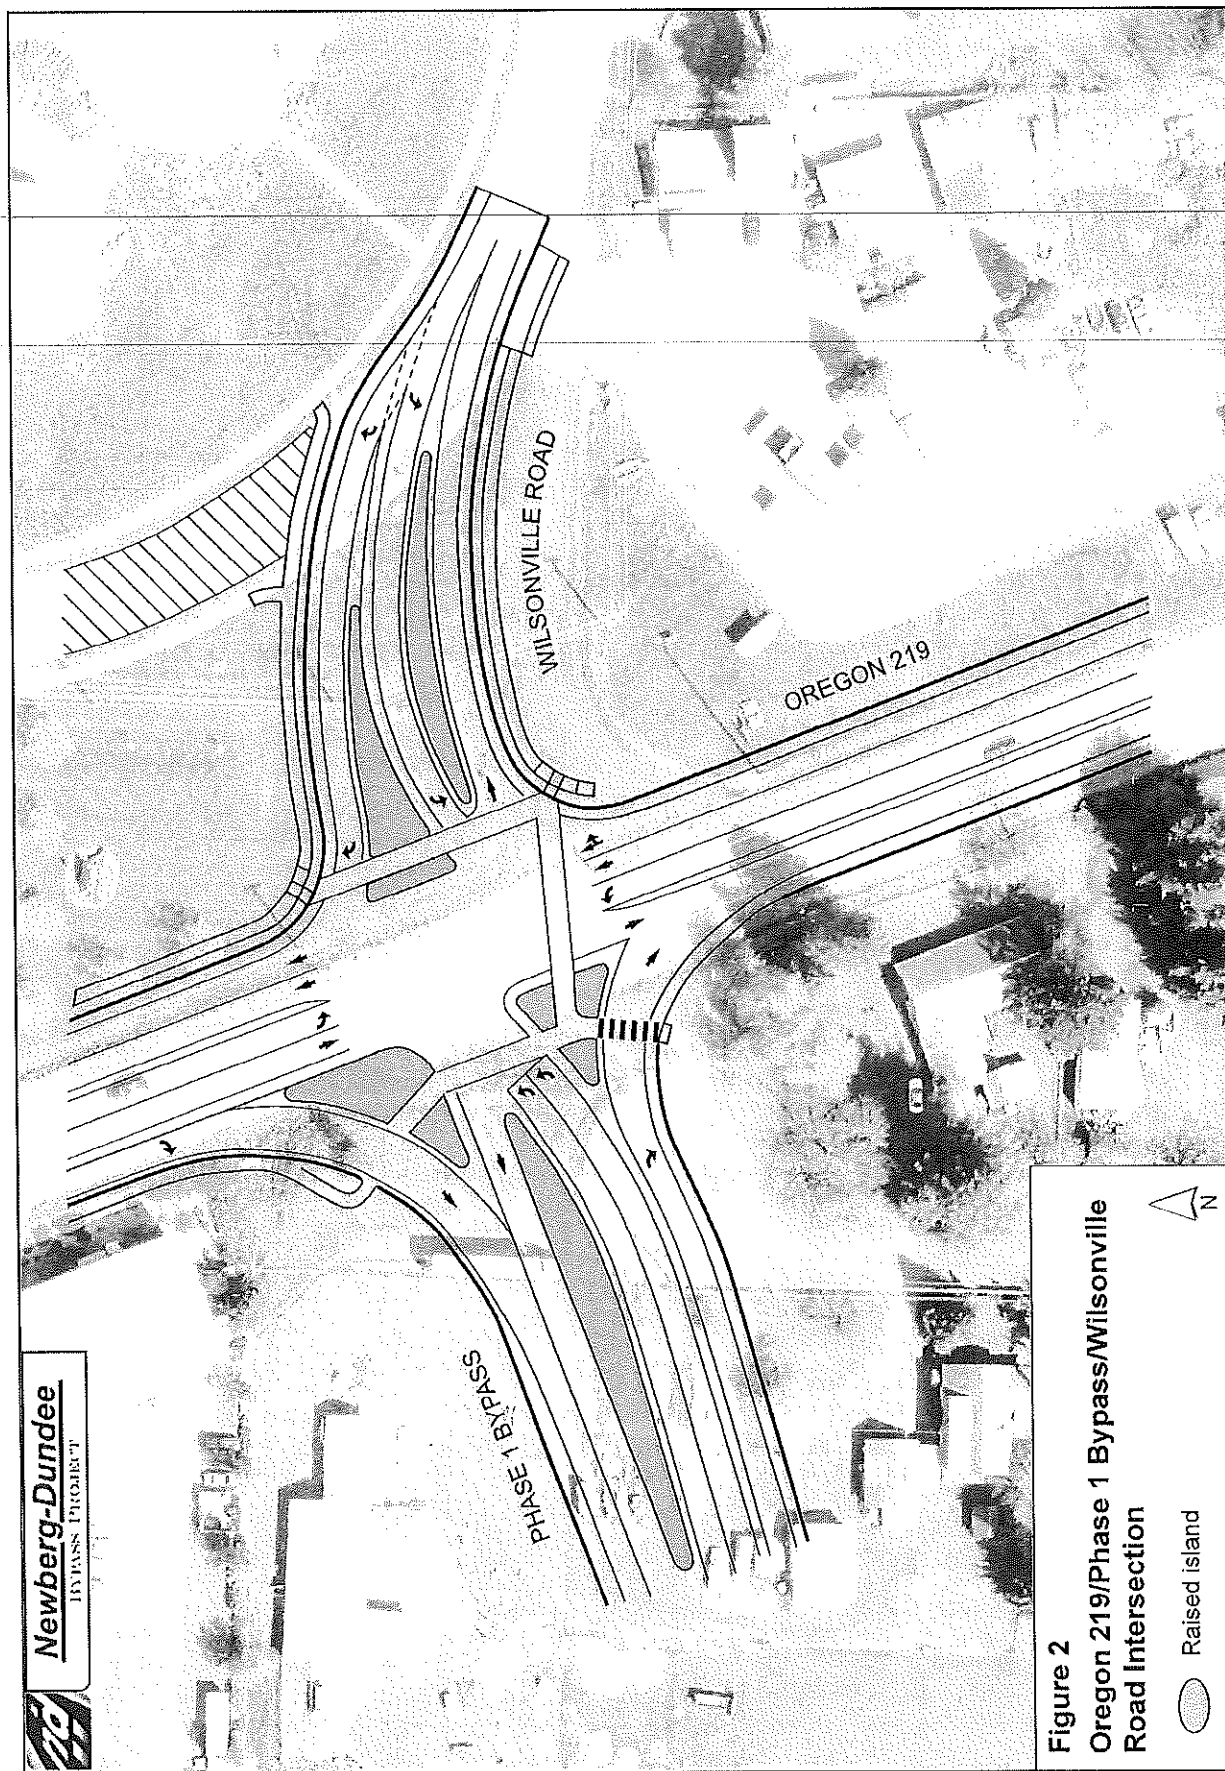 Newberg-Dundee
BYPASS PROJECT
nd
PHASE 1 BYPASS
WILSONVILLE ROAD
OREGON 219
Figure 2
Oregon 219/Phase 1 Bypass/Wilsonville
Road Intersection
Raised island
N